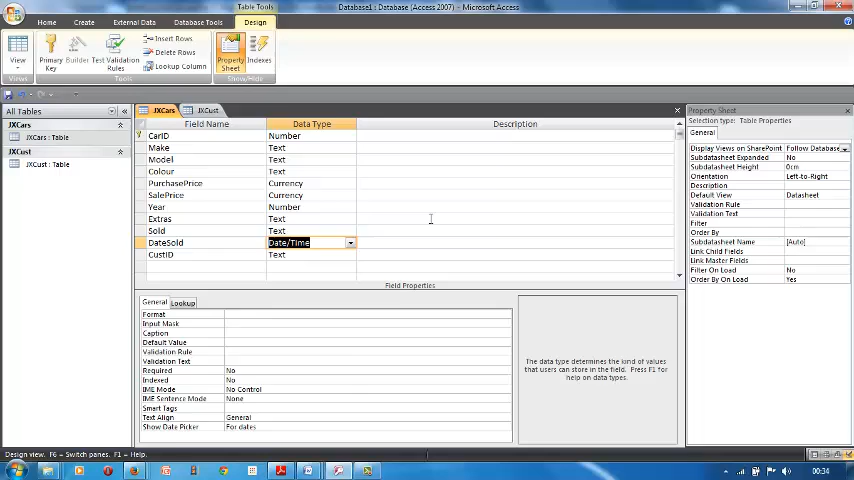 Table Tools
Database1 : Database (Access 2007) - Microsoft Access
Home
Create
External Data
Database Tools
Design
View
Primary Key
Builder
Test Validation Rules
Insert Rows
Delete Rows
Lookup Column
Property Sheet
Indexes
Views
Tools
Show/Hide
All Tables
JXCars
JXCars : Table
JXCust
JXCust : Table
JXCars
JXCust
Field Name Data Type Description
CarID Number
Make Text
Model Text
Colour Text
PurchasePrice Currency
SalePrice Currency
Year Number
Extras Text
Sold Text
DateSold Date/Time
CustID Text
Field Properties
General Lookup
Format
Input Mask
Caption
Default Value
Validation Rule
Validation Text
Required No
Indexed No
IME Mode No Control
IME Sentence Mode None
Smart Tags
Text Align General
Show Date Picker For dates
The data type determines the kind of values
that users can store in the field. Press F1 for
help on data types.
Property Sheet
Selection type: Table Properties
General
Display Views on SharePoint Follow Database
Subdatasheet Expanded No
Subdatasheet Height 0cm
Orientation Left-to-Right
Description
Default View Datasheet
Validation Rule
Validation Text
Filter
Order By
Subdatasheet Name [Auto]
Link Child Fields
Link Master Fields
Filter On Load No
Order By On Load Yes
Design view. F6 = Switch panes. F1 = Help.
00:34